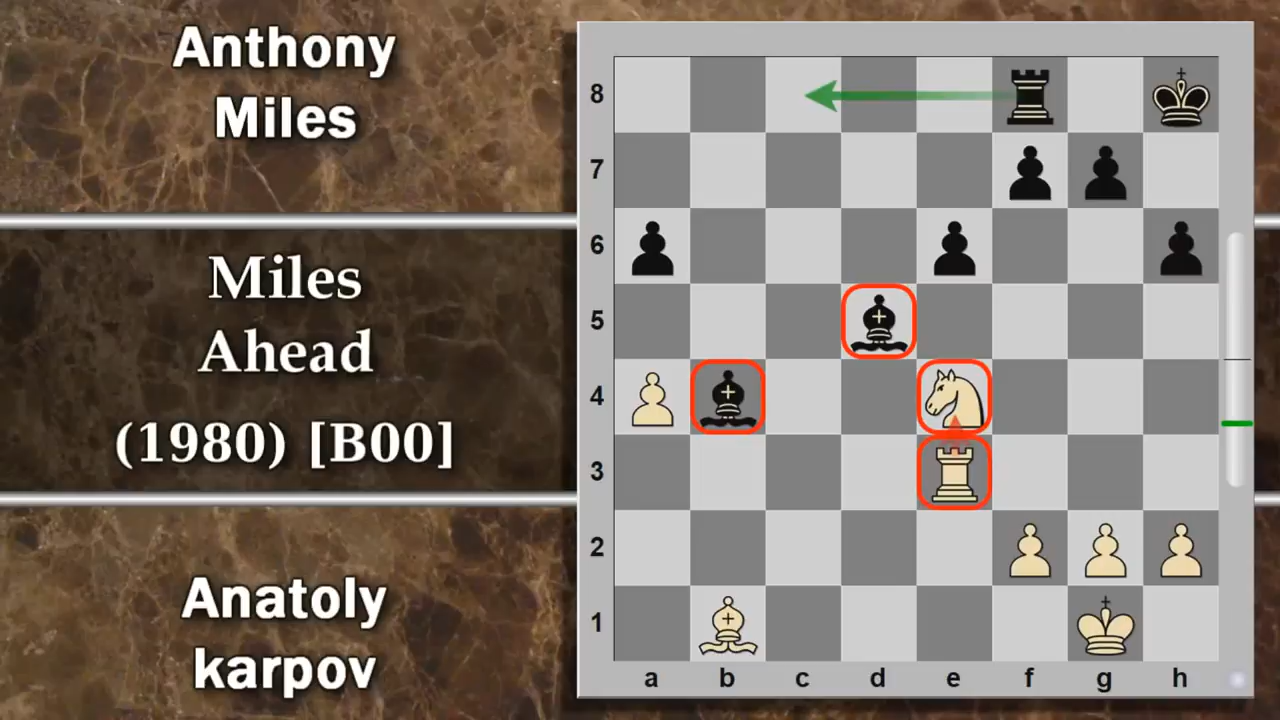 Anthony
Miles
Miles
Ahead
(1980) [B00]
Anatoly
karpov
8
7
6
5
4
3
2
1
a b c d e f g h